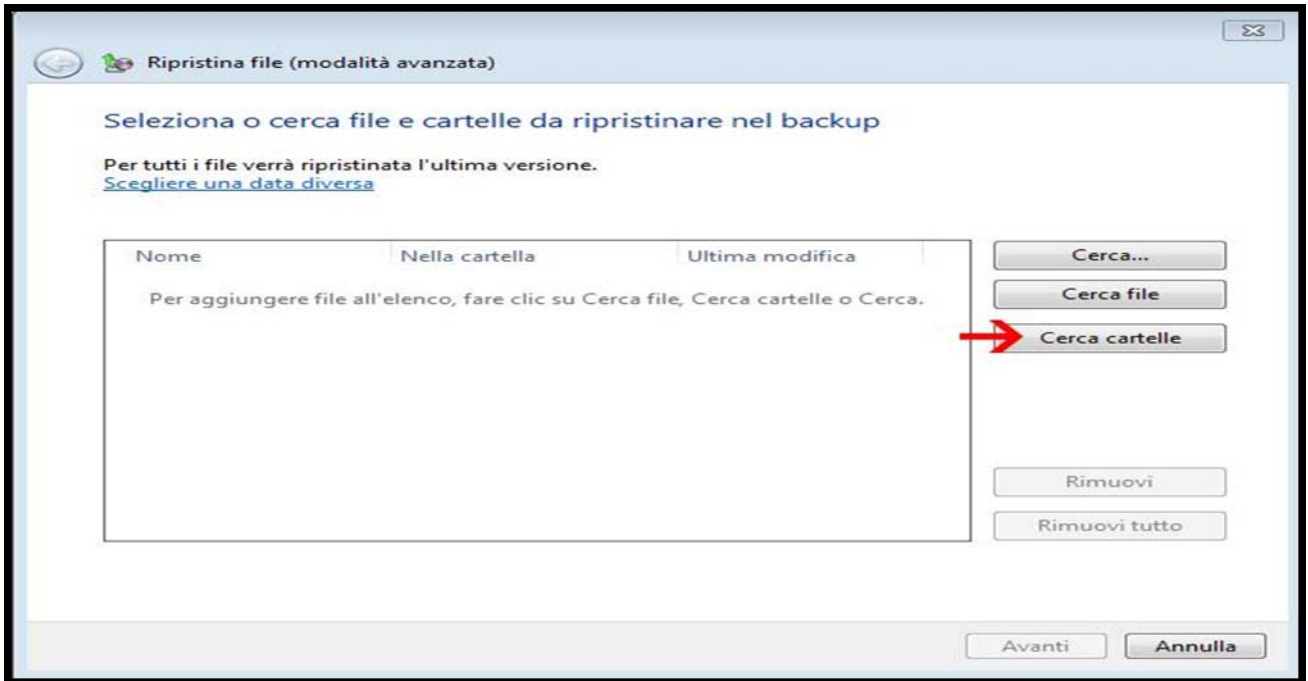 Ripristina file (modalità avanzata)
Seleziona o cerca file e cartelle da ripristinare nel backup
Per tutti i file verrà ripristinata l'ultima versione.
Scegliere una data diversa
Nome Nella cartella Ultima modifica
Per aggiungere file all'elenco, fare clic su Cerca file, Cerca cartelle o Cerca.
Cerca...
Cerca file
Cerca cartelle
Rimuovi
Rimuovi tutto
Avanti Annulla